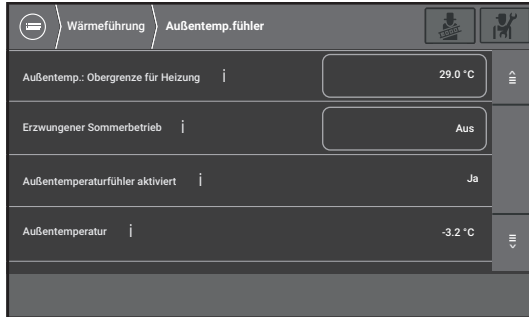 Wärmeführung Außentemp.fühler
Außentemp.: Obergrenze für Heizung i 29.0 °C
Erzwungener Sommerbetrieb i Aus
Außentemperaturfühler aktiviert i Ja
Außentemperatur i -3.2 °C